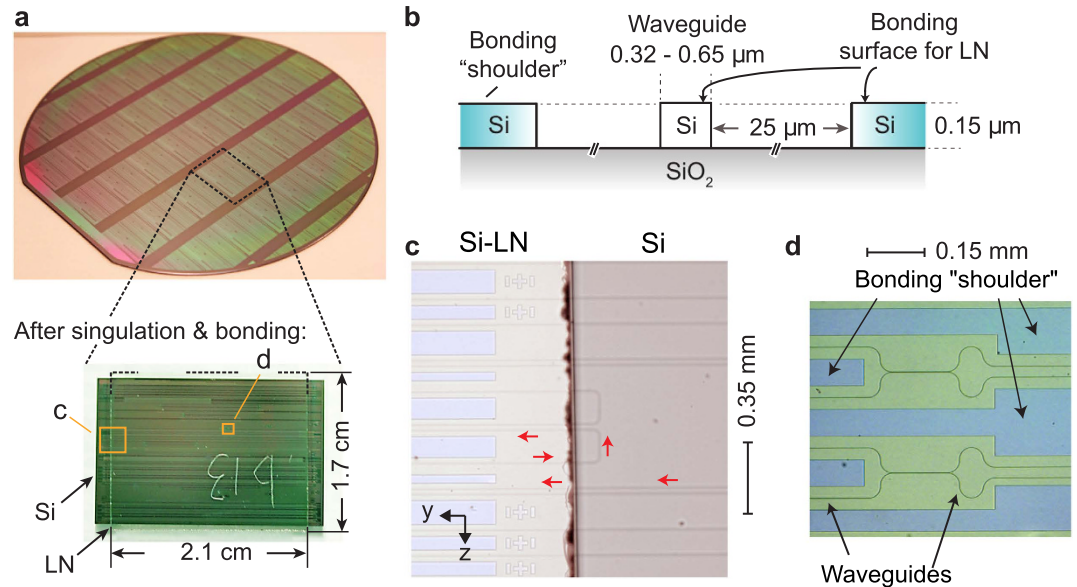 a
After singulation & bonding:
c
d
b13
Si
LN
1.7 cm
2.1 cm
b
Bonding
"shoulder"
Waveguide
0.32 - 0.65 µm
Bonding
surface for LN
Si
Si
Si
25 µm
0.15 µm
SiO₂
c
Si-LN
Si
y
z
0.35 mm
d
0.15 mm
Bonding "shoulder"
Waveguides